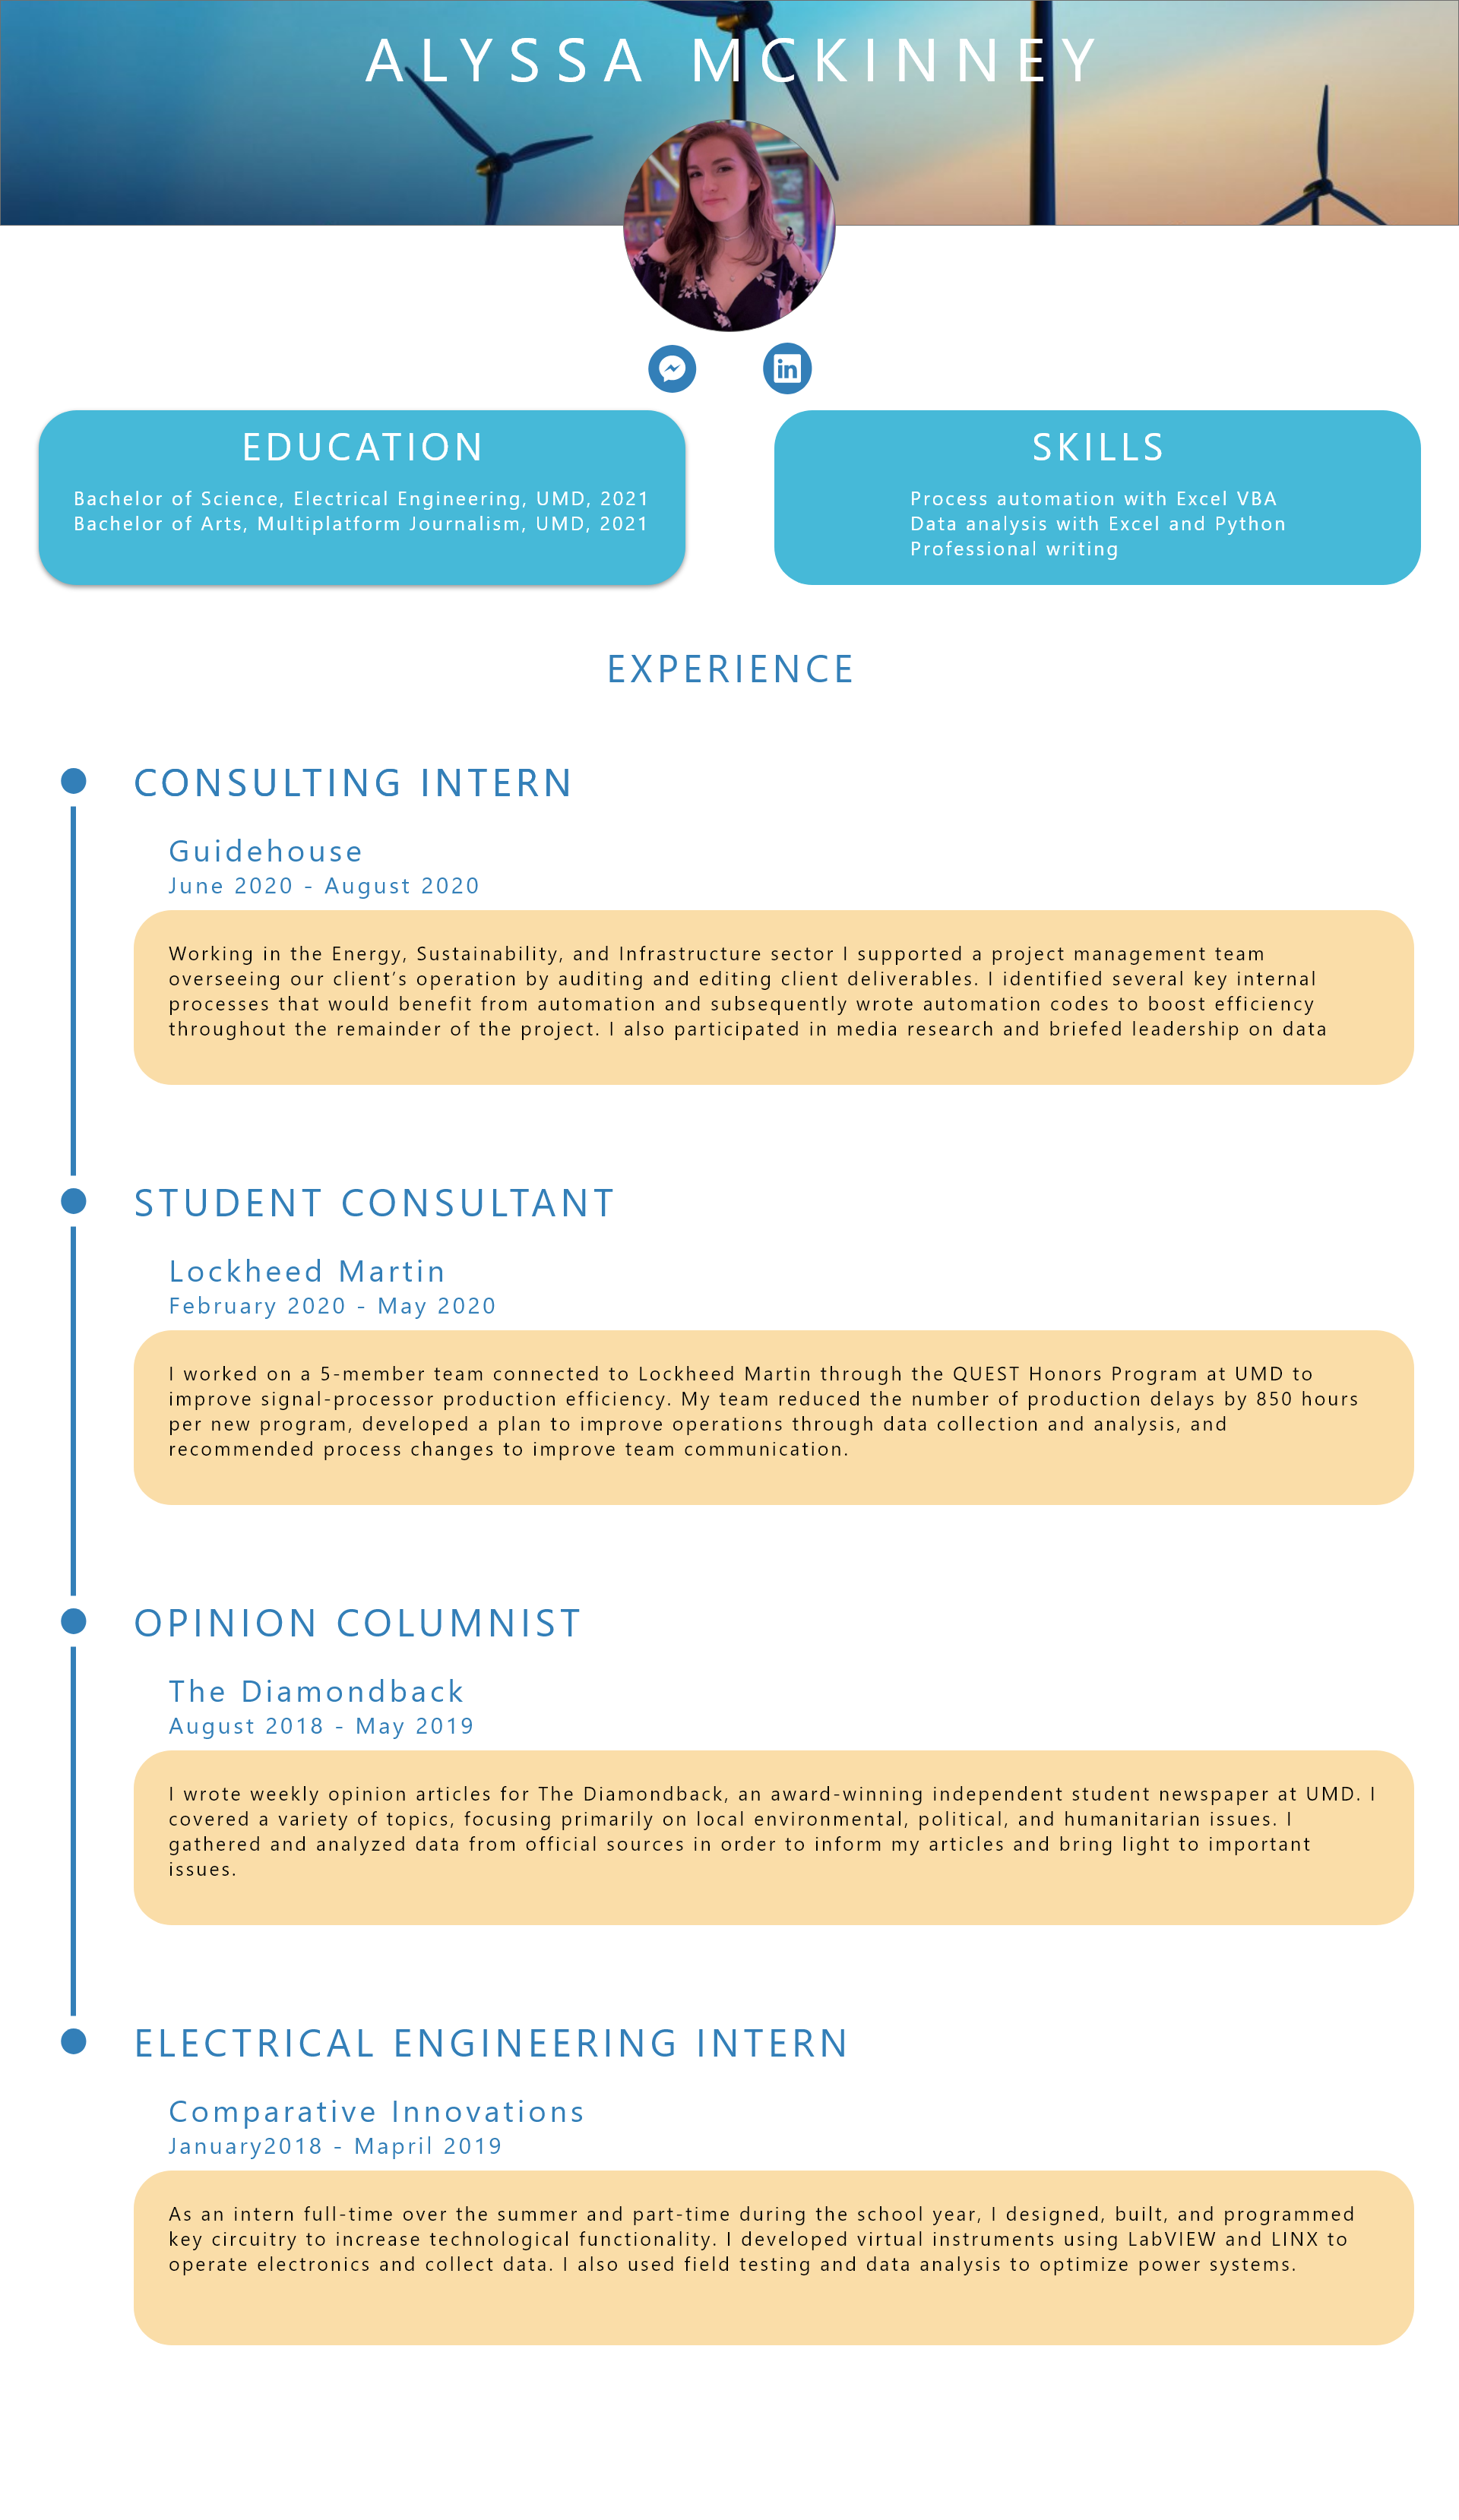 ALYSSA MCKINNEY
in
EDUCATION
Bachelor of Science, Electrical Engineering, UMD, 2021
Bachelor of Arts, Multiplatform Journalism, UMD, 2021
SKILLS
Process automation with Excel VBA
Data analysis with Excel and Python
Professional writing
EXPERIENCE
CONSULTING INTERN
Guidehouse
June 2020 - August 2020
Working in the Energy, Sustainability, and Infrastructure sector I supported a project management team
overseeing our client’s operation by auditing and editing client deliverables. I identified several key internal
processes that would benefit from automation and subsequently wrote automation codes to boost efficiency
throughout the remainder of the project. I also participated in media research and briefed leadership on data
STUDENT CONSULTANT
Lockheed Martin
February 2020 - May 2020
I worked on a 5-member team connected to Lockheed Martin through the QUEST Honors Program at UMD to
improve signal-processor production efficiency. My team reduced the number of production delays by 850 hours
per new program, developed a plan to improve operations through data collection and analysis, and
recommended process changes to improve team communication.
OPINION COLUMNIST
The Diamondback
August 2018 - May 2019
I wrote weekly opinion articles for The Diamondback, an award-winning independent student newspaper at UMD. I
covered a variety of topics, focusing primarily on local environmental, political, and humanitarian issues. I
gathered and analyzed data from official sources in order to inform my articles and bring light to important
issues.
ELECTRICAL ENGINEERING INTERN
Comparative Innovations
January2018 - Mapril 2019
As an intern full-time over the summer and part-time during the school year, I designed, built, and programmed
key circuitry to increase technological functionality. I developed virtual instruments using LabVIEW and LINX to
operate electronics and collect data. I also used field testing and data analysis to optimize power systems.